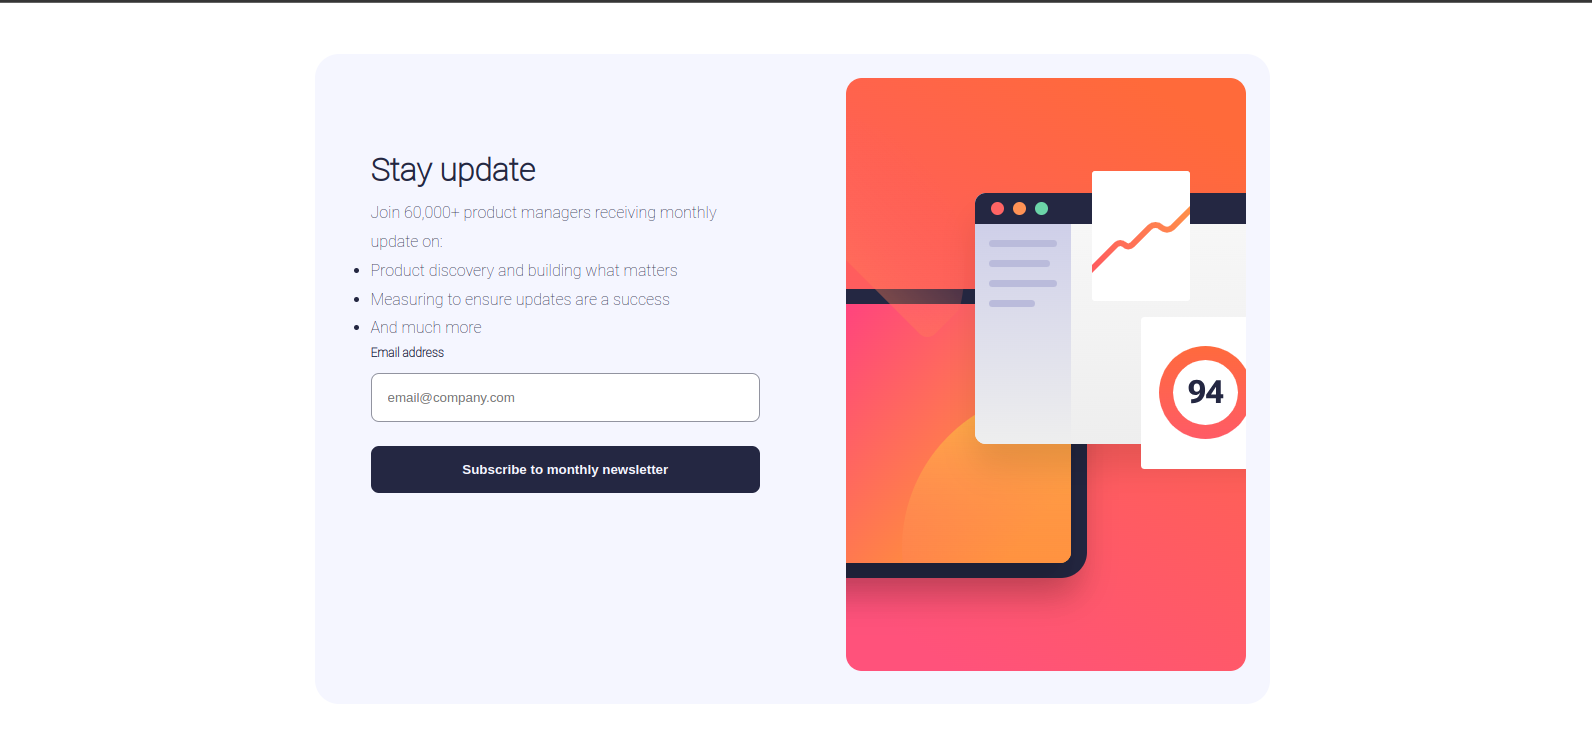 Stay update
Join 60,000+ product managers receiving monthly
update on:
Product discovery and building what matters
Measuring to ensure updates are a success
And much more
Email address
email@company.com
Subscribe to monthly newsletter
94